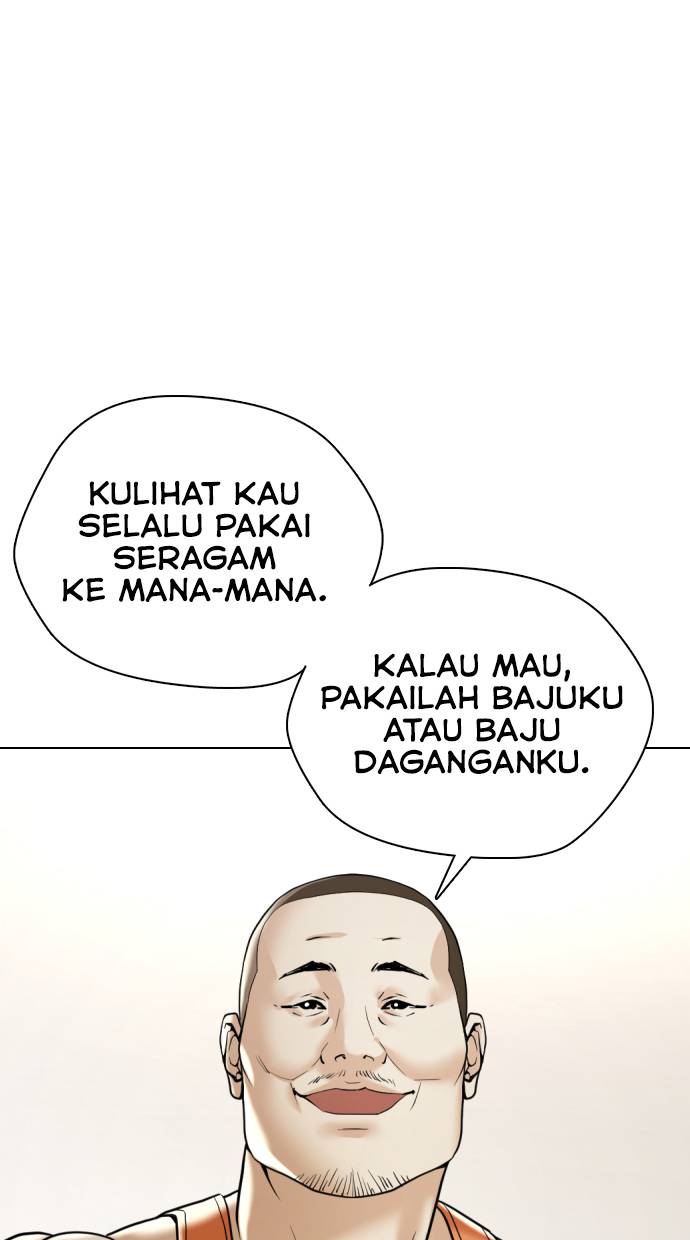 KULIHAT KAU
SELALU PAKAI
SERAGAM
KE MANA-MANA.
KALAU MAU,
PAKAILAH BAJUKU
ATAU BAJU
DAGANGANKU.